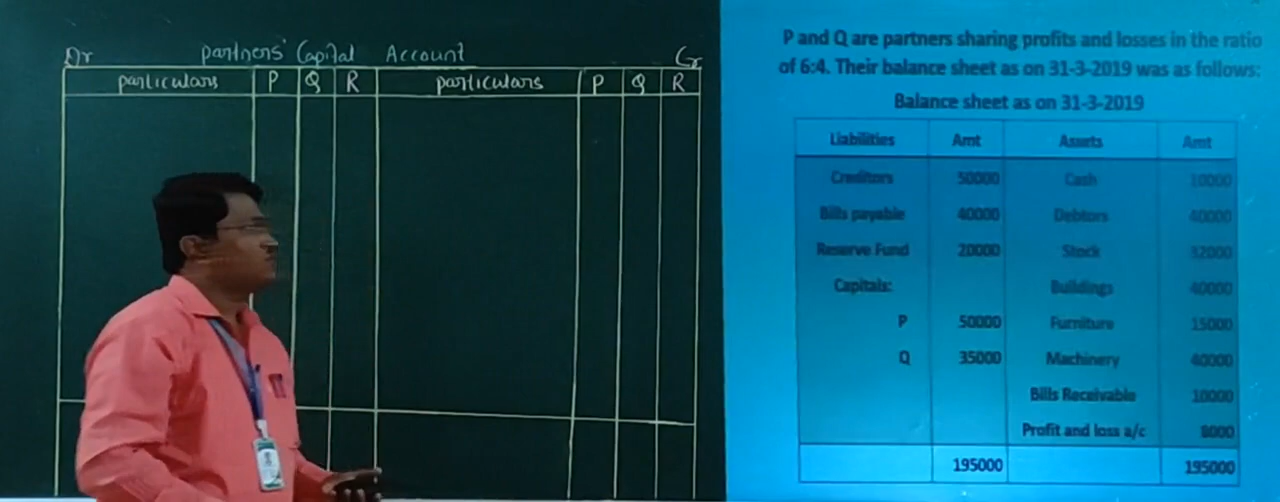 Dr Partners' Capital Account Cr
particulars P Q R particulars P Q R
P and Q are partners sharing profits and losses in the ratio
of 6:4. Their balance sheet as on 31-3-2019 was as follows:
Balance sheet as on 31-3-2019
Liabilities Amt Assets Amt
Creditors 50000 Cash 10000
Bills payable 40000 Debtors 40000
Reserve Fund 20000 Stock 32000
Capitals: Buildings 40000
P 50000 Furniture 15000
Q 35000 Machinery 40000
Bills Receivable 10000
Profit and loss a/c 8000
195000 195000